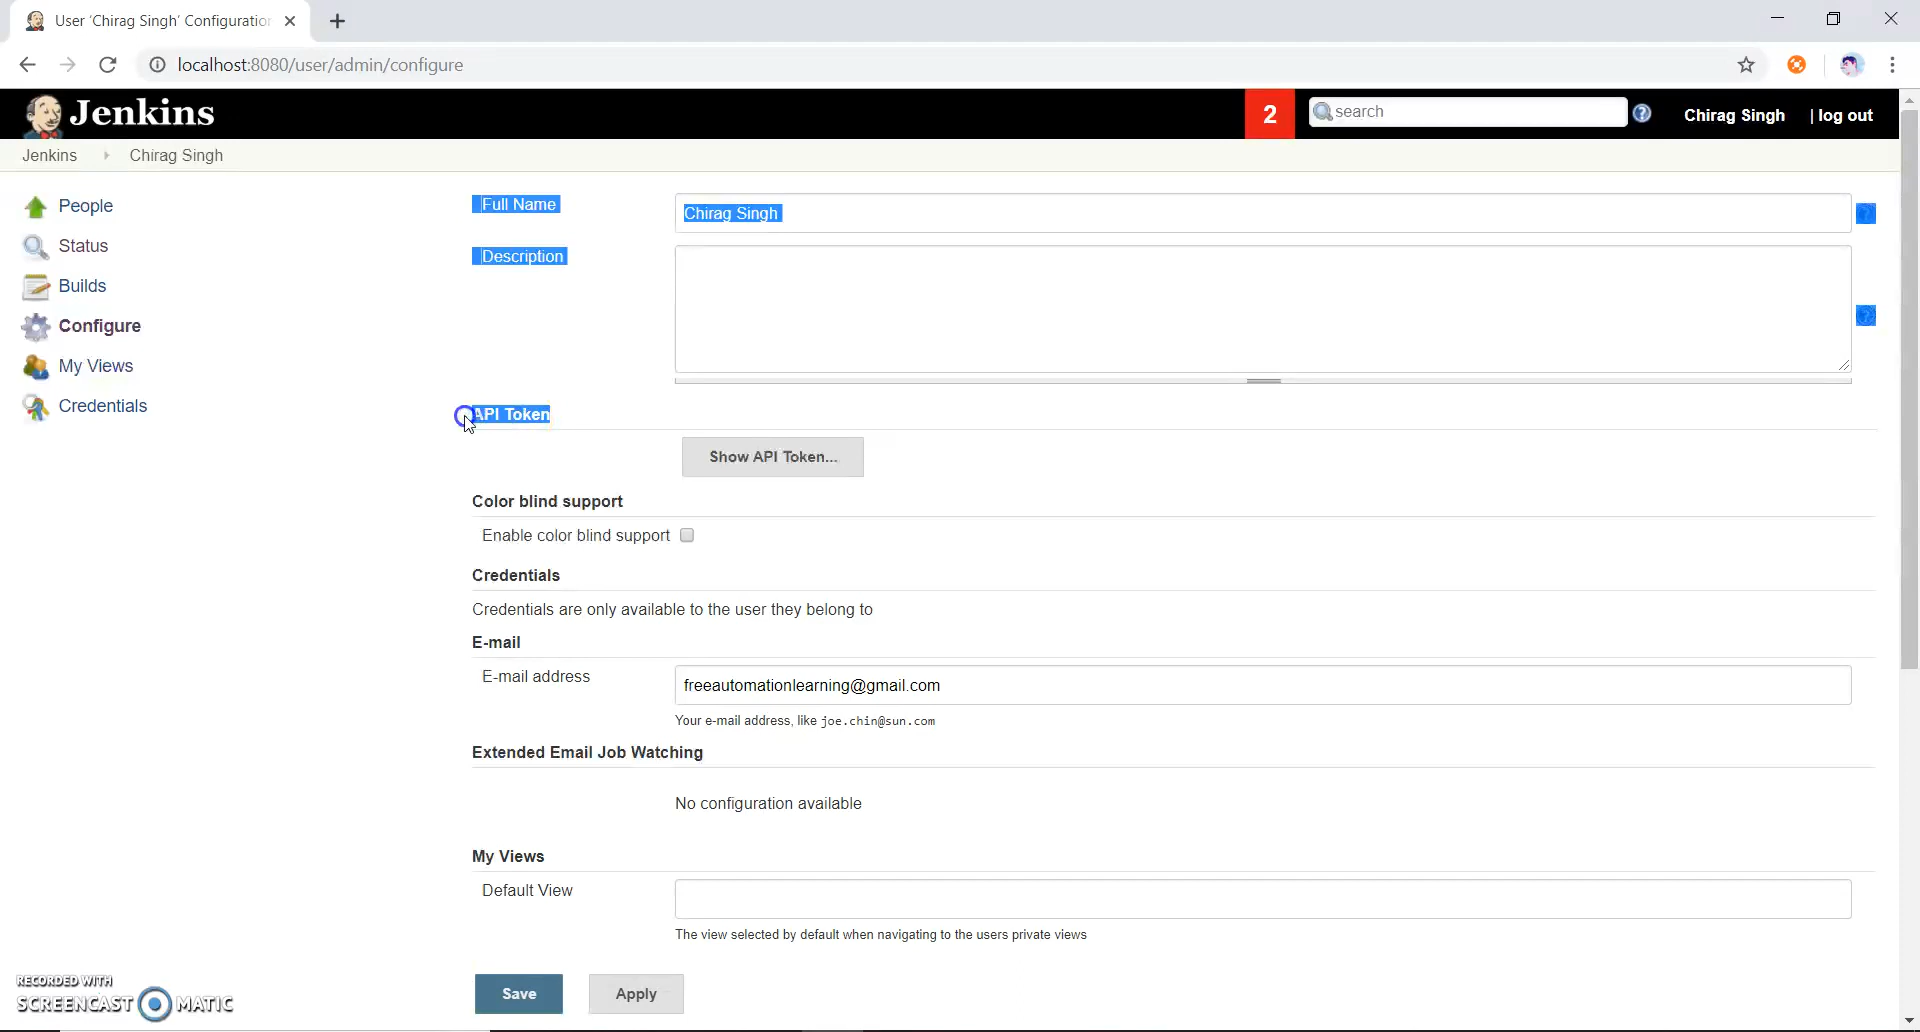 User 'Chirag Singh' Configuration
localhost:8080/user/admin/configure
Jenkins
2
search
Chirag Singh
| log out
Jenkins
Chirag Singh
People
Status
Builds
Configure
My Views
Credentials
Full Name
Chirag Singh
Description
API Token
Show API Token...
Color blind support
Enable color blind support
Credentials
Credentials are only available to the user they belong to
E-mail
E-mail address
freeautomationlearning@gmail.com
Your e-mail address, like joe.chin@sun.com
Extended Email Job Watching
No configuration available
My Views
Default View
The view selected by default when navigating to the users private views
Save
Apply
RECORDED WITH
SCREENCAST MATIC